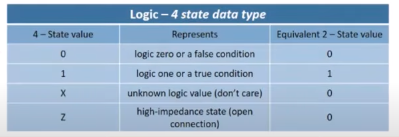 Logic – 4 state data type
4 – State value Represents Equivalent 2 – State value
0 logic zero or a false condition 0
1 logic one or a true condition 1
X unknown logic value (don't care) 0
Z high-impedance state (open
connection) 0